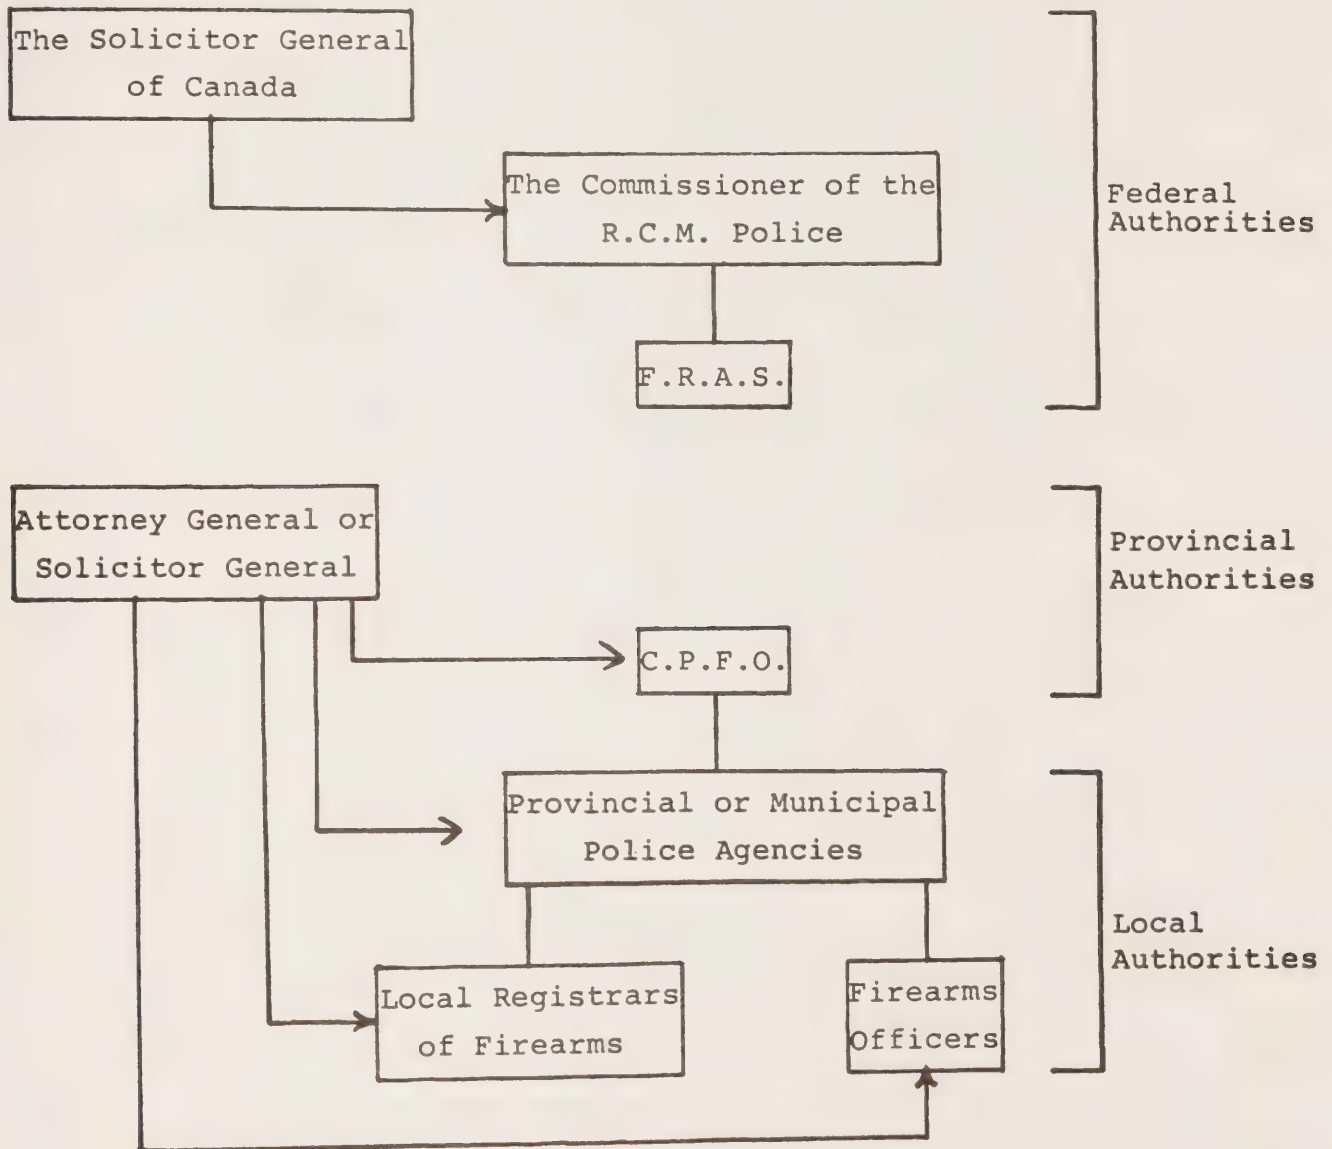 The Solicitor General
of Canada
The Commissioner of the
R.C.M. Police
Federal
Authorities
F.R.A.S.
Attorney General or
Solicitor General
Provincial
Authorities
C.P.F.O.
Provincial or Municipal
Police Agencies
Local
Authorities
Local Registrars
of Firearms
Firearms
Officers